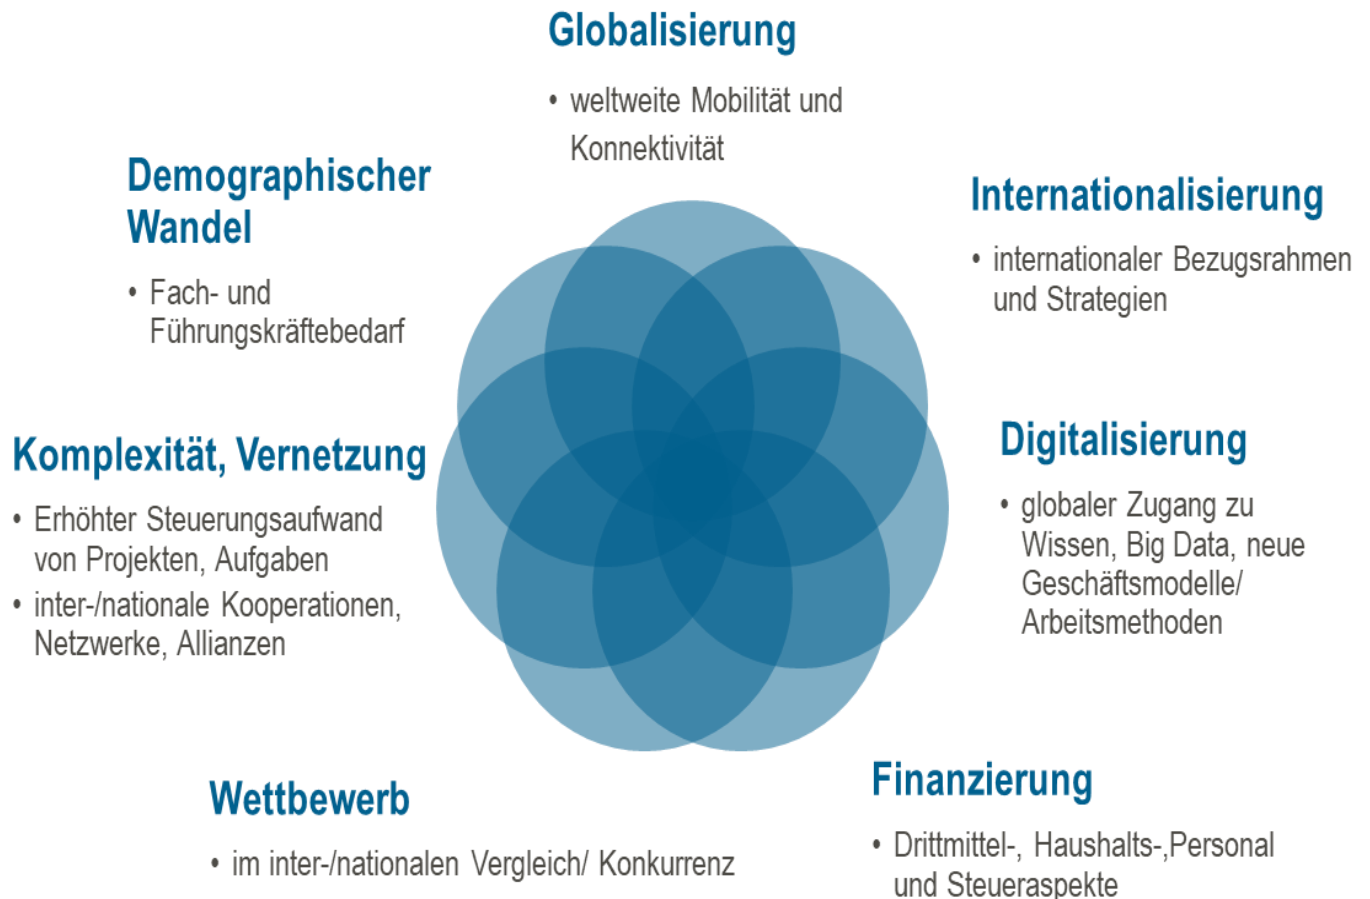 Globalisierung
• weltweite Mobilität und
Konnektivität
Internationalisierung
• internationaler Bezugsrahmen
und Strategien
Digitalisierung
• globaler Zugang zu
Wissen, Big Data, neue
Geschäftsmodelle/
Arbeitsmethoden
Finanzierung
• Drittmittel-, Haushalts-,Personal
und Steueraspekte
Wettbewerb
• im inter-/nationalen Vergleich/ Konkurrenz
Komplexität, Vernetzung
• Erhöhter Steuerungsaufwand
von Projekten, Aufgaben
• inter-/nationale Kooperationen,
Netzwerke, Allianzen
Demographischer
Wandel
• Fach- und
Führungskräftebedarf